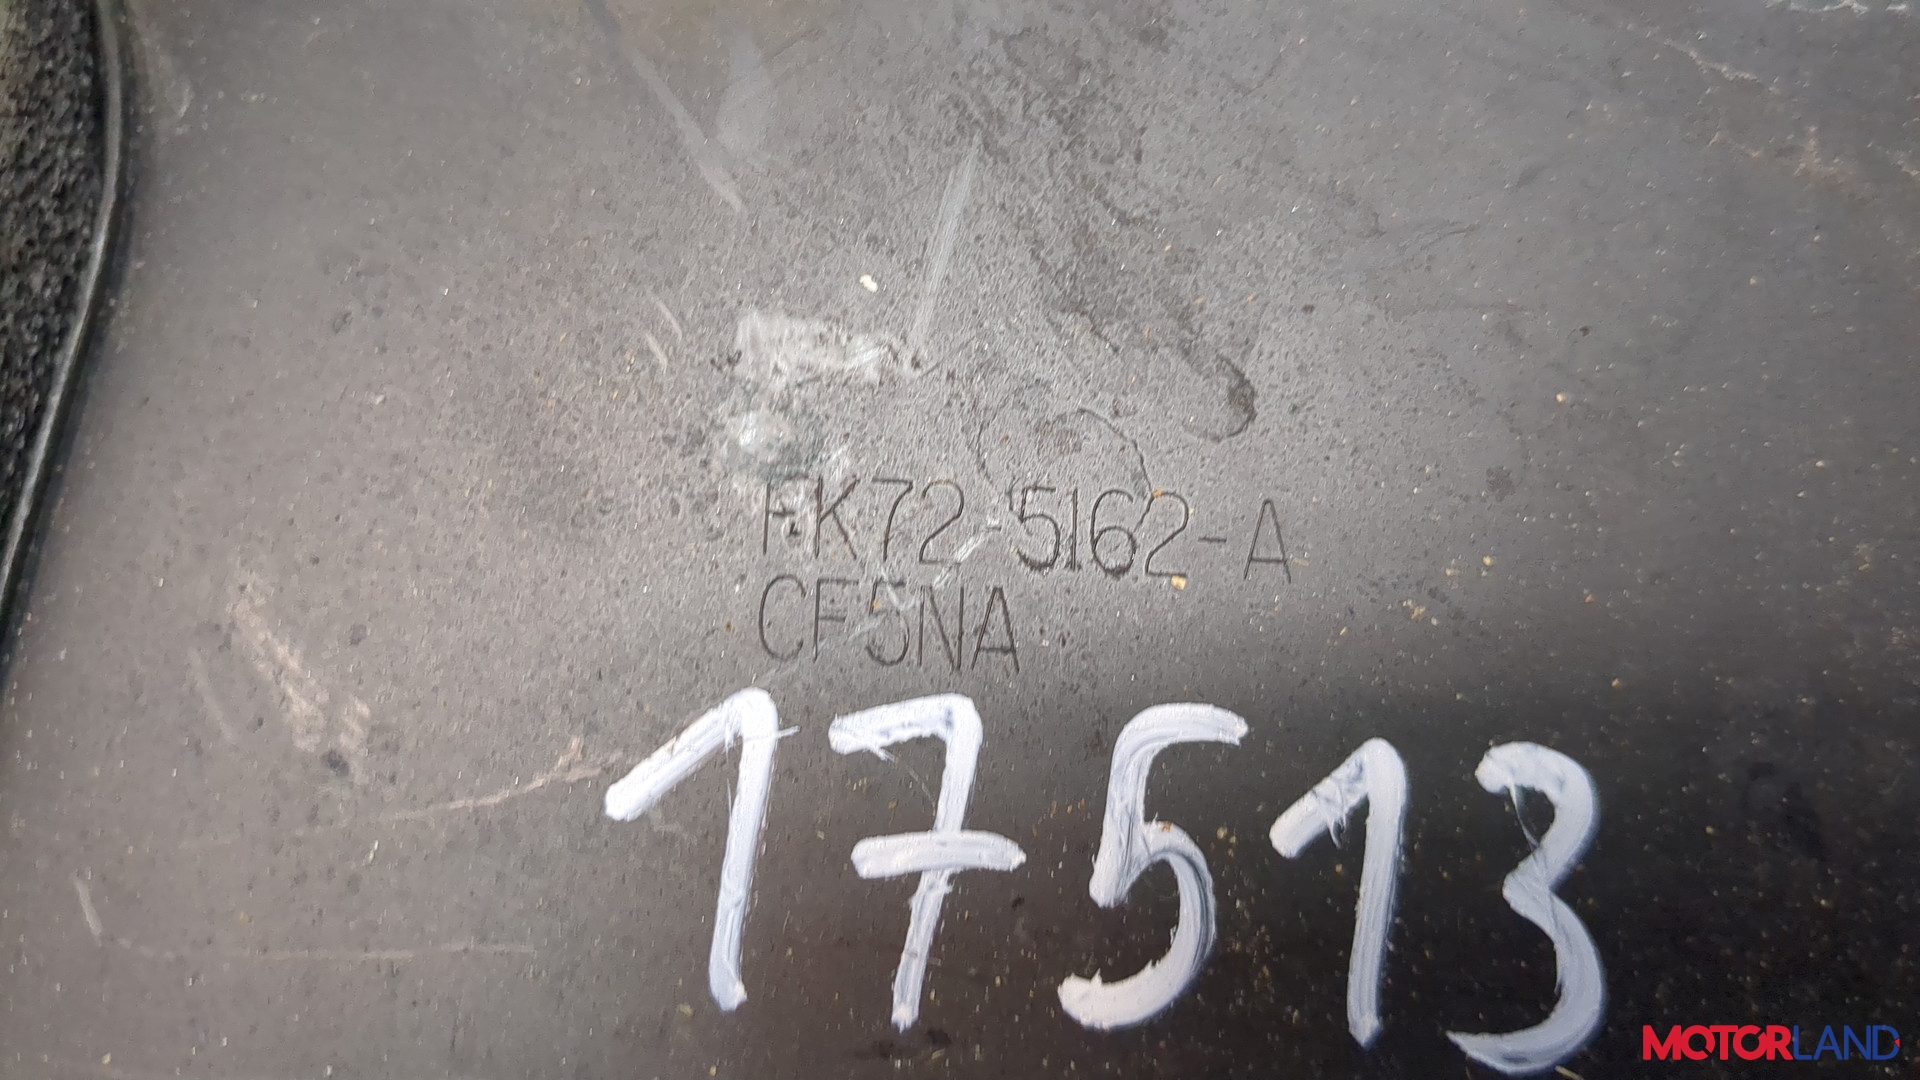 FK72-5162-A
CF5NA
17513
MOTORLAND